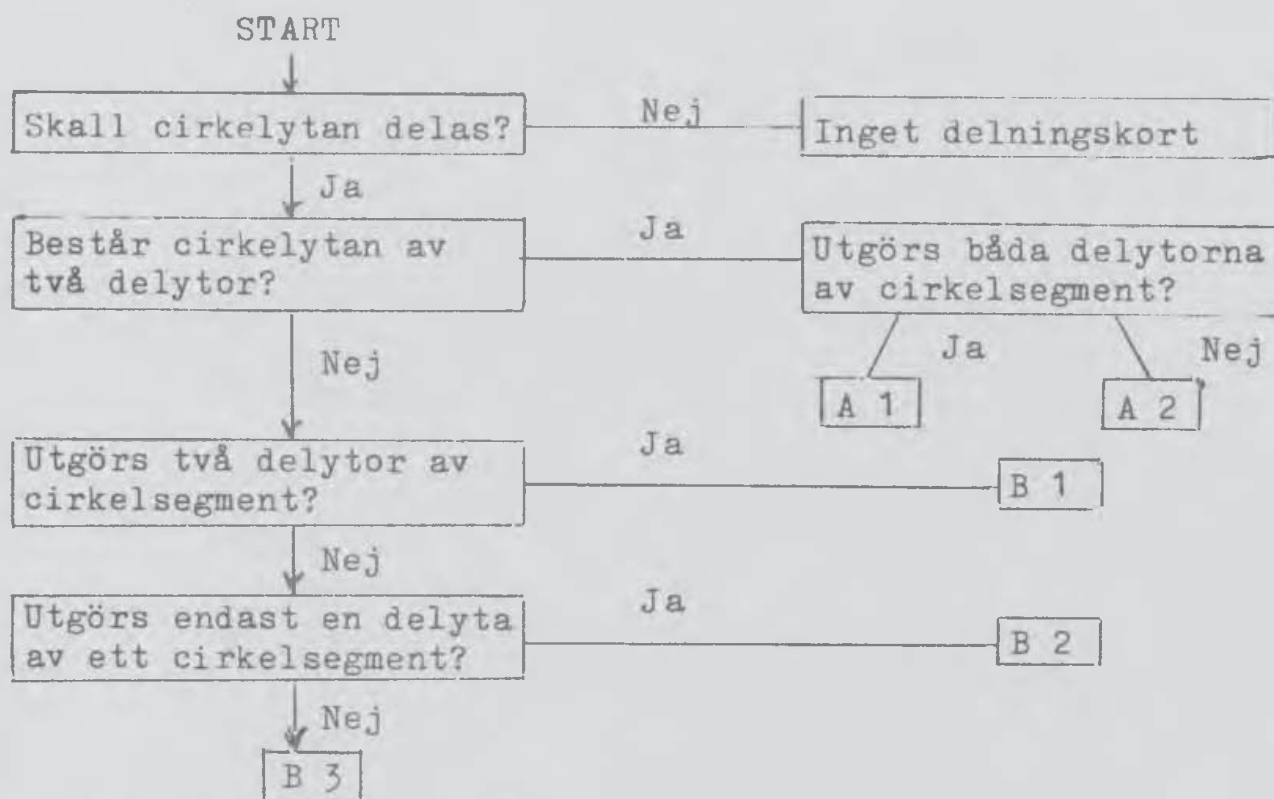 START
Skall cirkelytan delas?
Nej
Inget delningskort
Ja
Består cirkelytan av
två delytor?
Ja
Utgörs båda delytorna
av cirkelsegment?
Ja
Nej
A 1
A 2
Nej
Utgörs två delytor av
cirkelsegment?
Ja
B 1
Nej
Utgörs endast en delyta
av ett cirkelsegment?
Ja
B 2
Nej
B 3